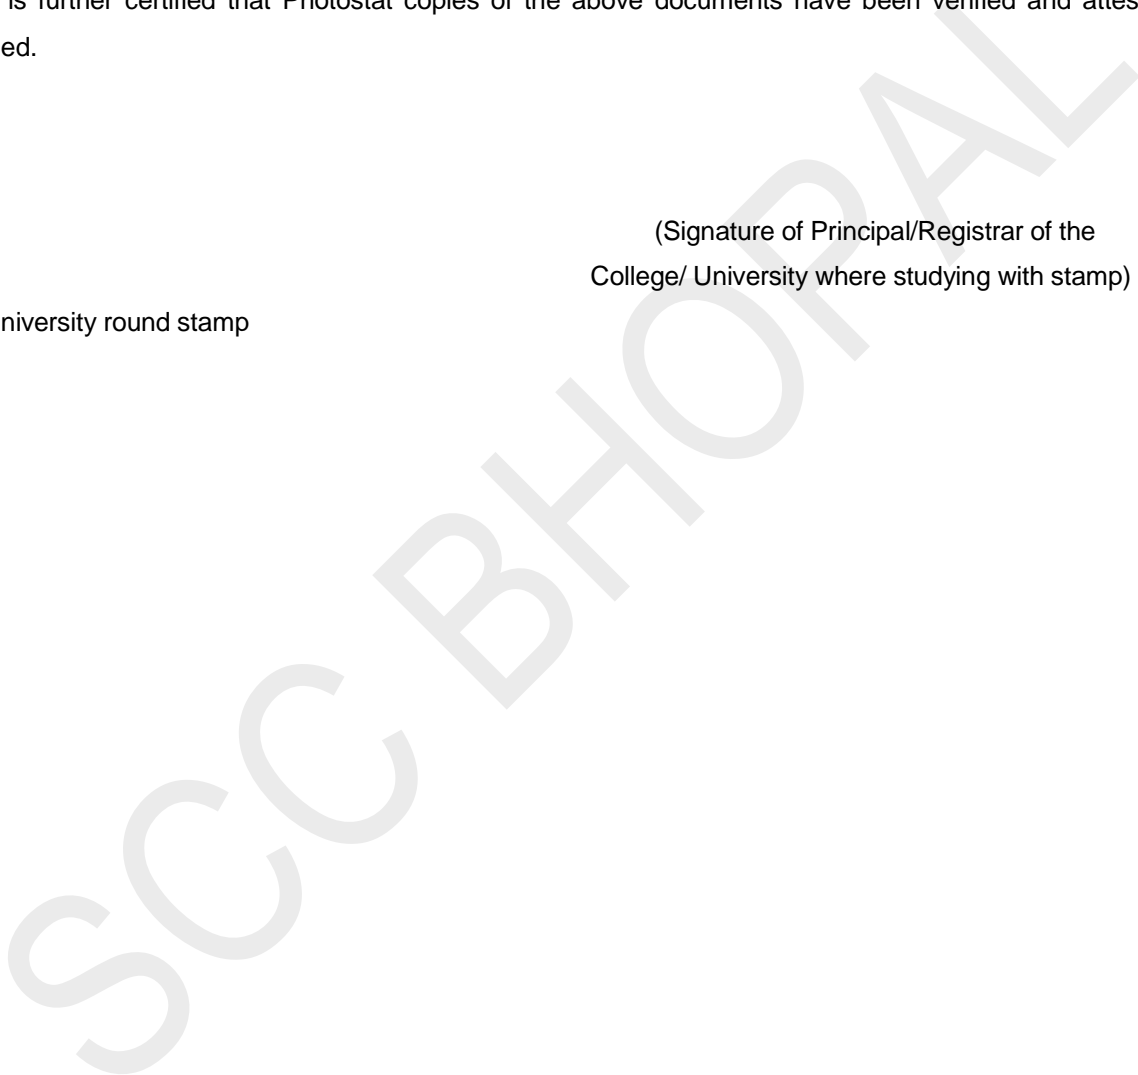 is further certified that Photostat copies of the above documents have been verified and attes
ed.
(Signature of Principal/Registrar of the
College/ University where studying with stamp)
niversity round stamp
SCC BHOPAL